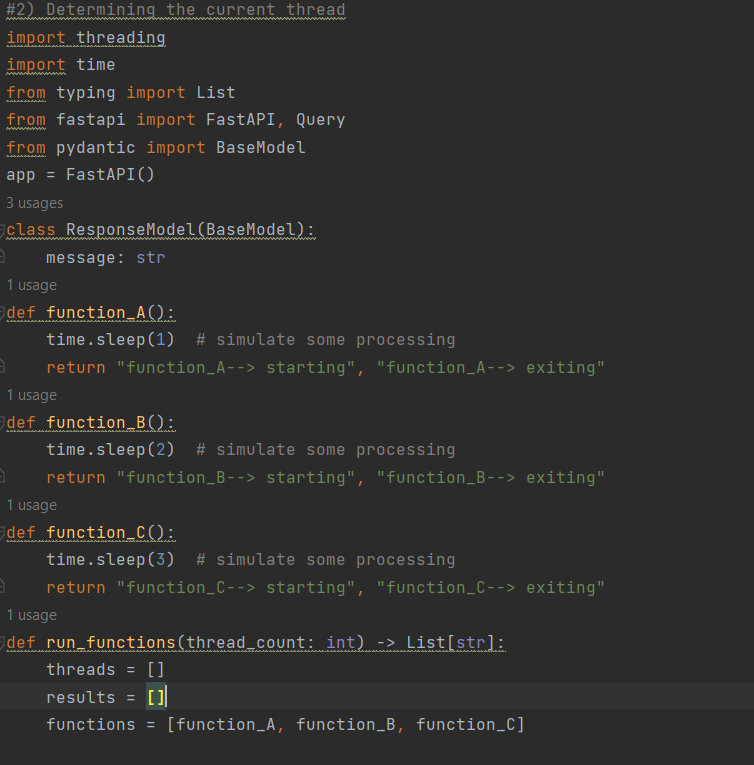 #2) Determining the current thread
import threading
import time
from typing import List
from fastapi import FastAPI, Query
from pydantic import BaseModel
app = FastAPI()
3 usages
class ResponseModel(BaseModel):
    message: str
1 usage
def function_A():
    time.sleep(1)  # simulate some processing
    return "function_A--> starting", "function_A--> exiting"
1 usage
def function_B():
    time.sleep(2)  # simulate some processing
    return "function_B--> starting", "function_B--> exiting"
1 usage
def function_C():
    time.sleep(3)  # simulate some processing
    return "function_C--> starting", "function_C--> exiting"
1 usage
def run_functions(thread_count: int) -> List[str]:
    threads = []
    results = []
    functions = [function_A, function_B, function_C]